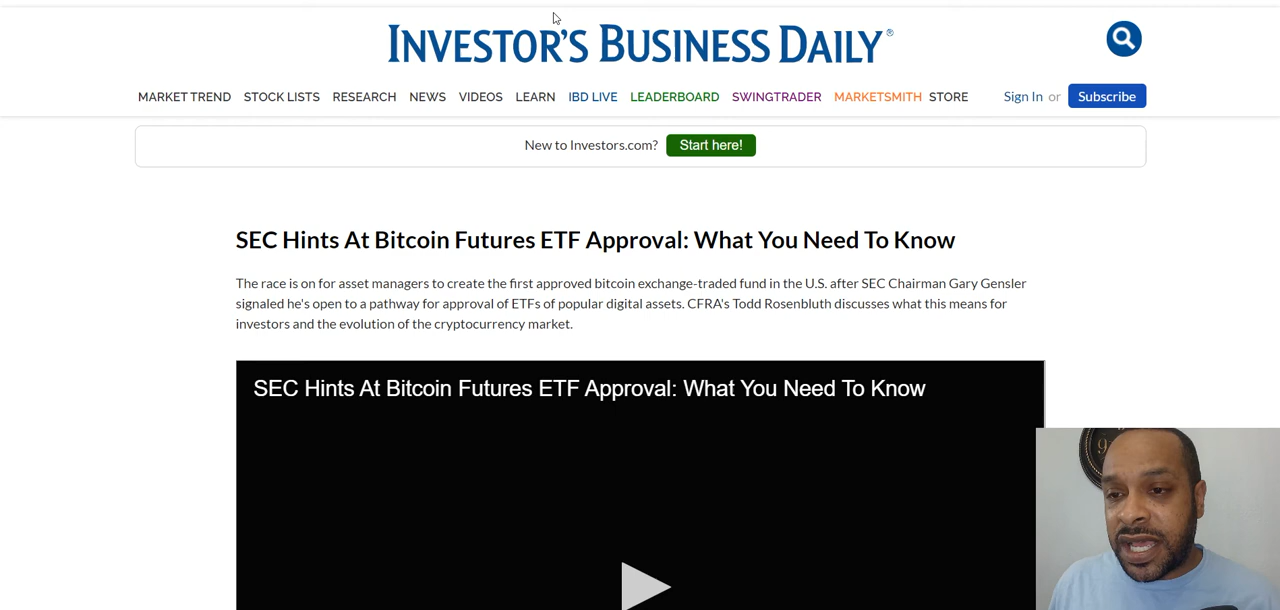 INVESTOR'S BUSINESS DAILY®
MARKET TREND STOCK LISTS RESEARCH NEWS VIDEOS LEARN IBD LIVE LEADERBOARD SWINGTRADER MARKETSMITH STORE Sign In or Subscribe
New to Investors.com? Start here!
SEC Hints At Bitcoin Futures ETF Approval: What You Need To Know
The race is on for asset managers to create the first approved bitcoin exchange-traded fund in the U.S. after SEC Chairman Gary Gensler
signaled he's open to a pathway for approval of ETFs of popular digital assets. CFRA's Todd Rosenbluth discusses what this means for
investors and the evolution of the cryptocurrency market.
SEC Hints At Bitcoin Futures ETF Approval: What You Need To Know